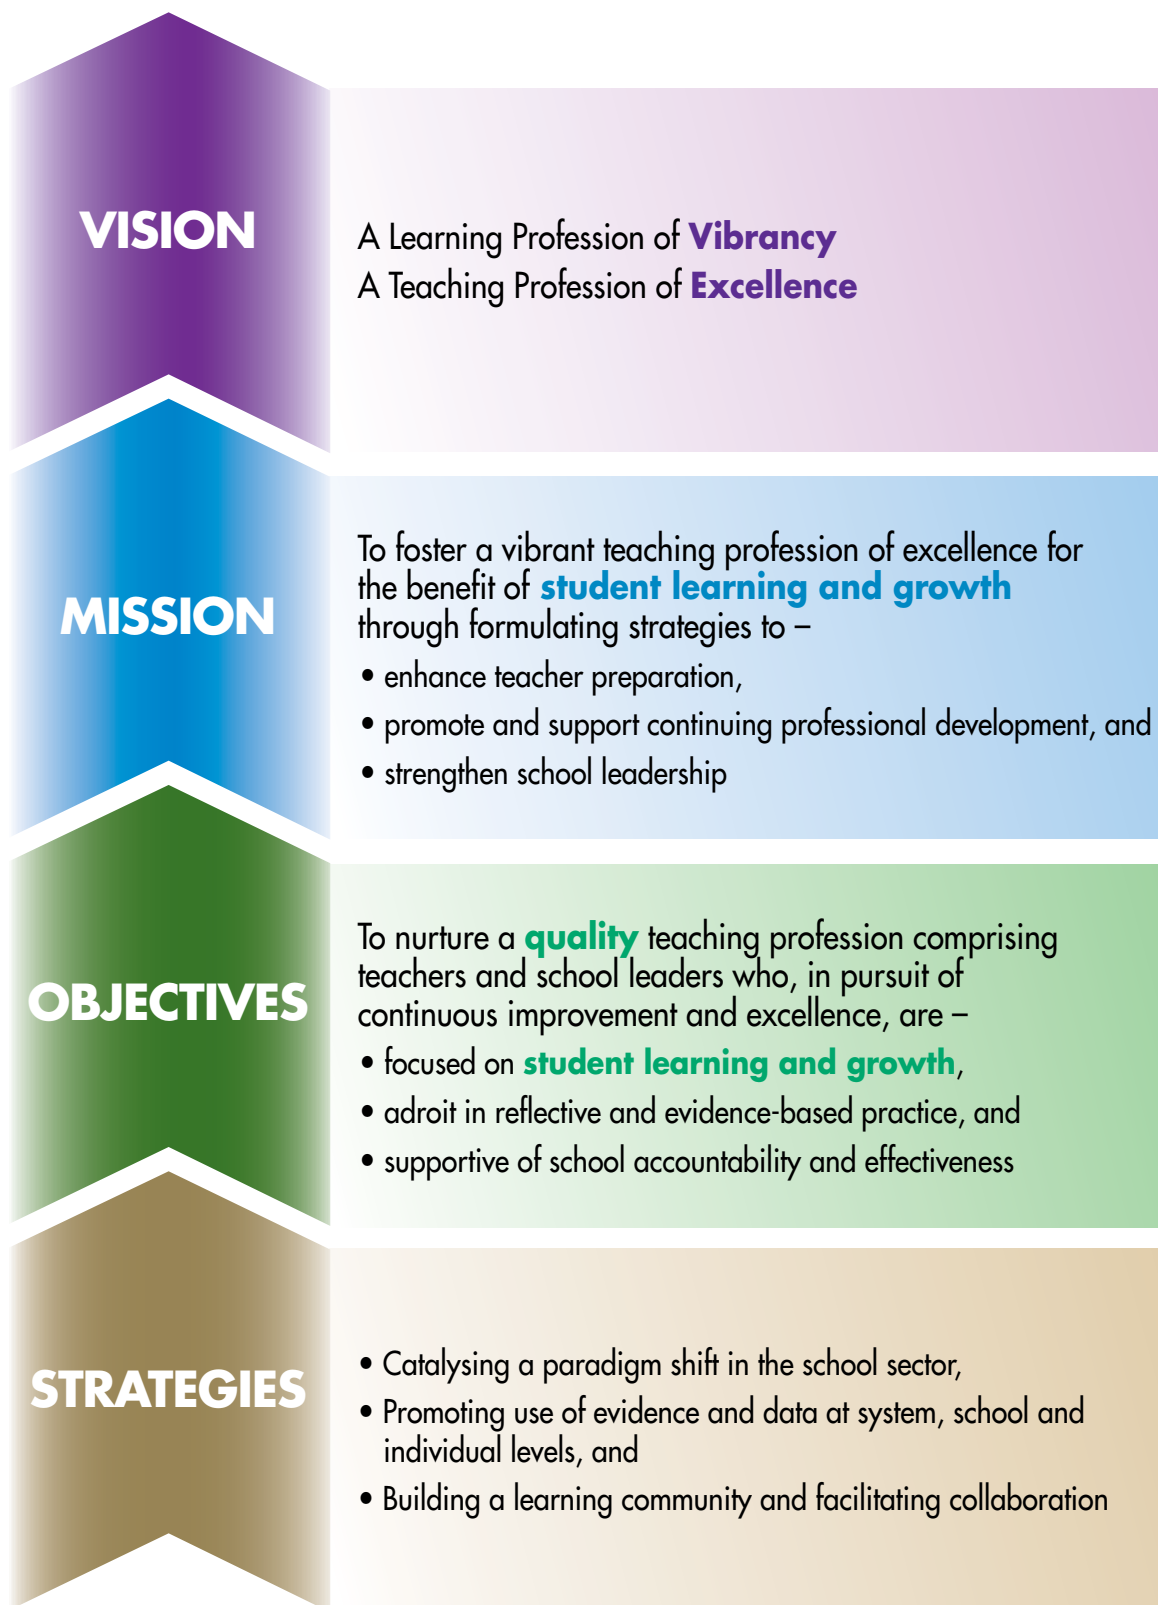 VISION
A Learning Profession of Vibrancy
A Teaching Profession of Excellence
MISSION
To foster a vibrant teaching profession of excellence for
the benefit of student learning and growth
through formulating strategies to –
• enhance teacher preparation,
• promote and support continuing professional development, and
• strengthen school leadership
OBJECTIVES
To nurture a quality teaching profession comprising
teachers and school leaders who, in pursuit of
continuous improvement and excellence, are –
• focused on student learning and growth,
• adroit in reflective and evidence-based practice, and
• supportive of school accountability and effectiveness
STRATEGIES
• Catalysing a paradigm shift in the school sector,
• Promoting use of evidence and data at system, school and
individual levels, and
• Building a learning community and facilitating collaboration